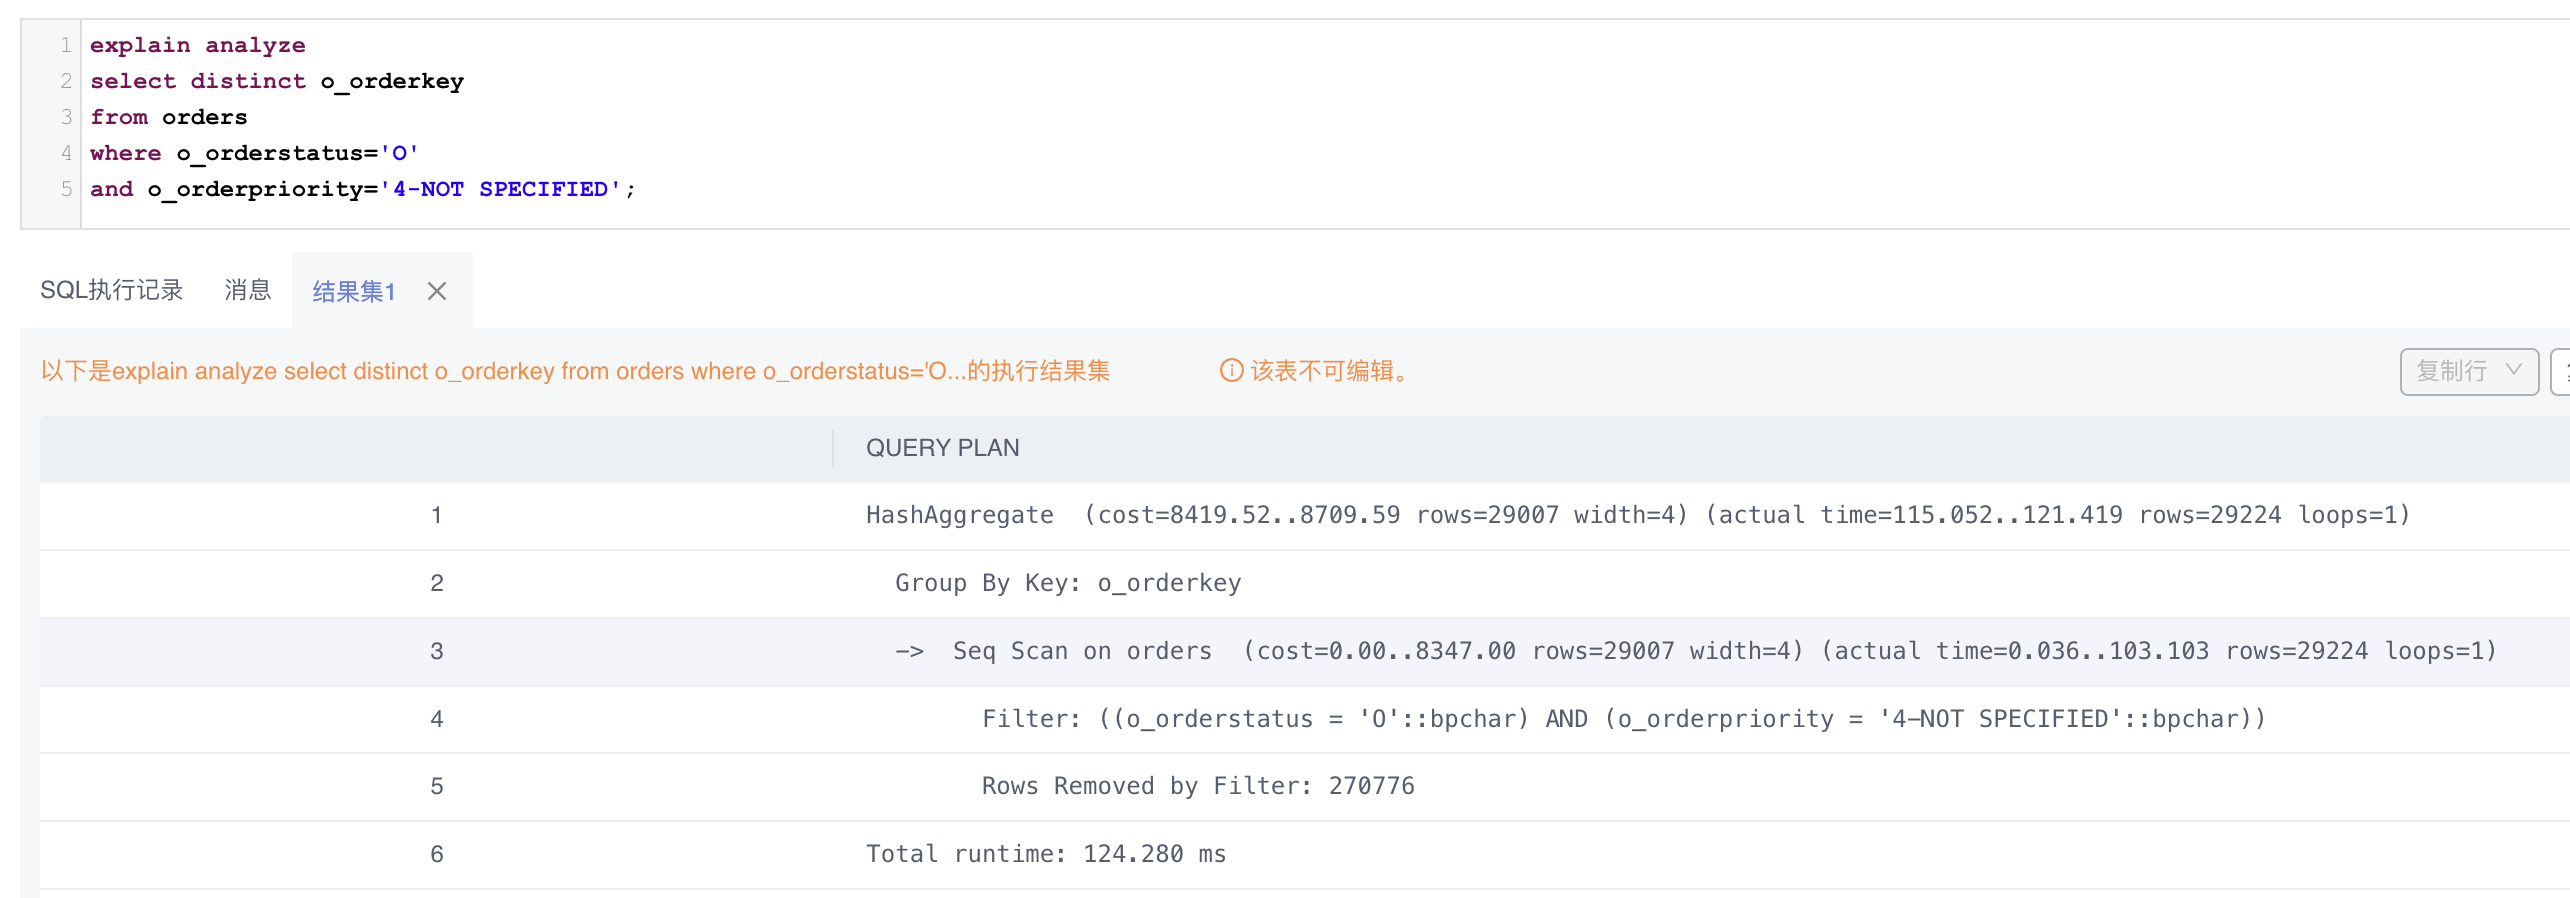 1 explain analyze
2 select distinct o_orderkey
3 from orders
4 where o_orderstatus='O'
5 and o_orderpriority='4-NOT SPECIFIED';
SQL执行记录 消息 结果集1
以下是explain analyze select distinct o_orderkey from orders where o_orderstatus='O...的执行结果集 该表不可编辑。 复制行
QUERY PLAN
1 HashAggregate  (cost=8419.52..8709.59 rows=29007 width=4) (actual time=115.052..121.419 rows=29224 loops=1)
2 Group By Key: o_orderkey
3 ->  Seq Scan on orders  (cost=0.00..8347.00 rows=29007 width=4) (actual time=0.036..103.103 rows=29224 loops=1)
4 Filter: ((o_orderstatus = 'O'::bpchar) AND (o_orderpriority = '4-NOT SPECIFIED'::bpchar))
5 Rows Removed by Filter: 270776
6 Total runtime: 124.280 ms